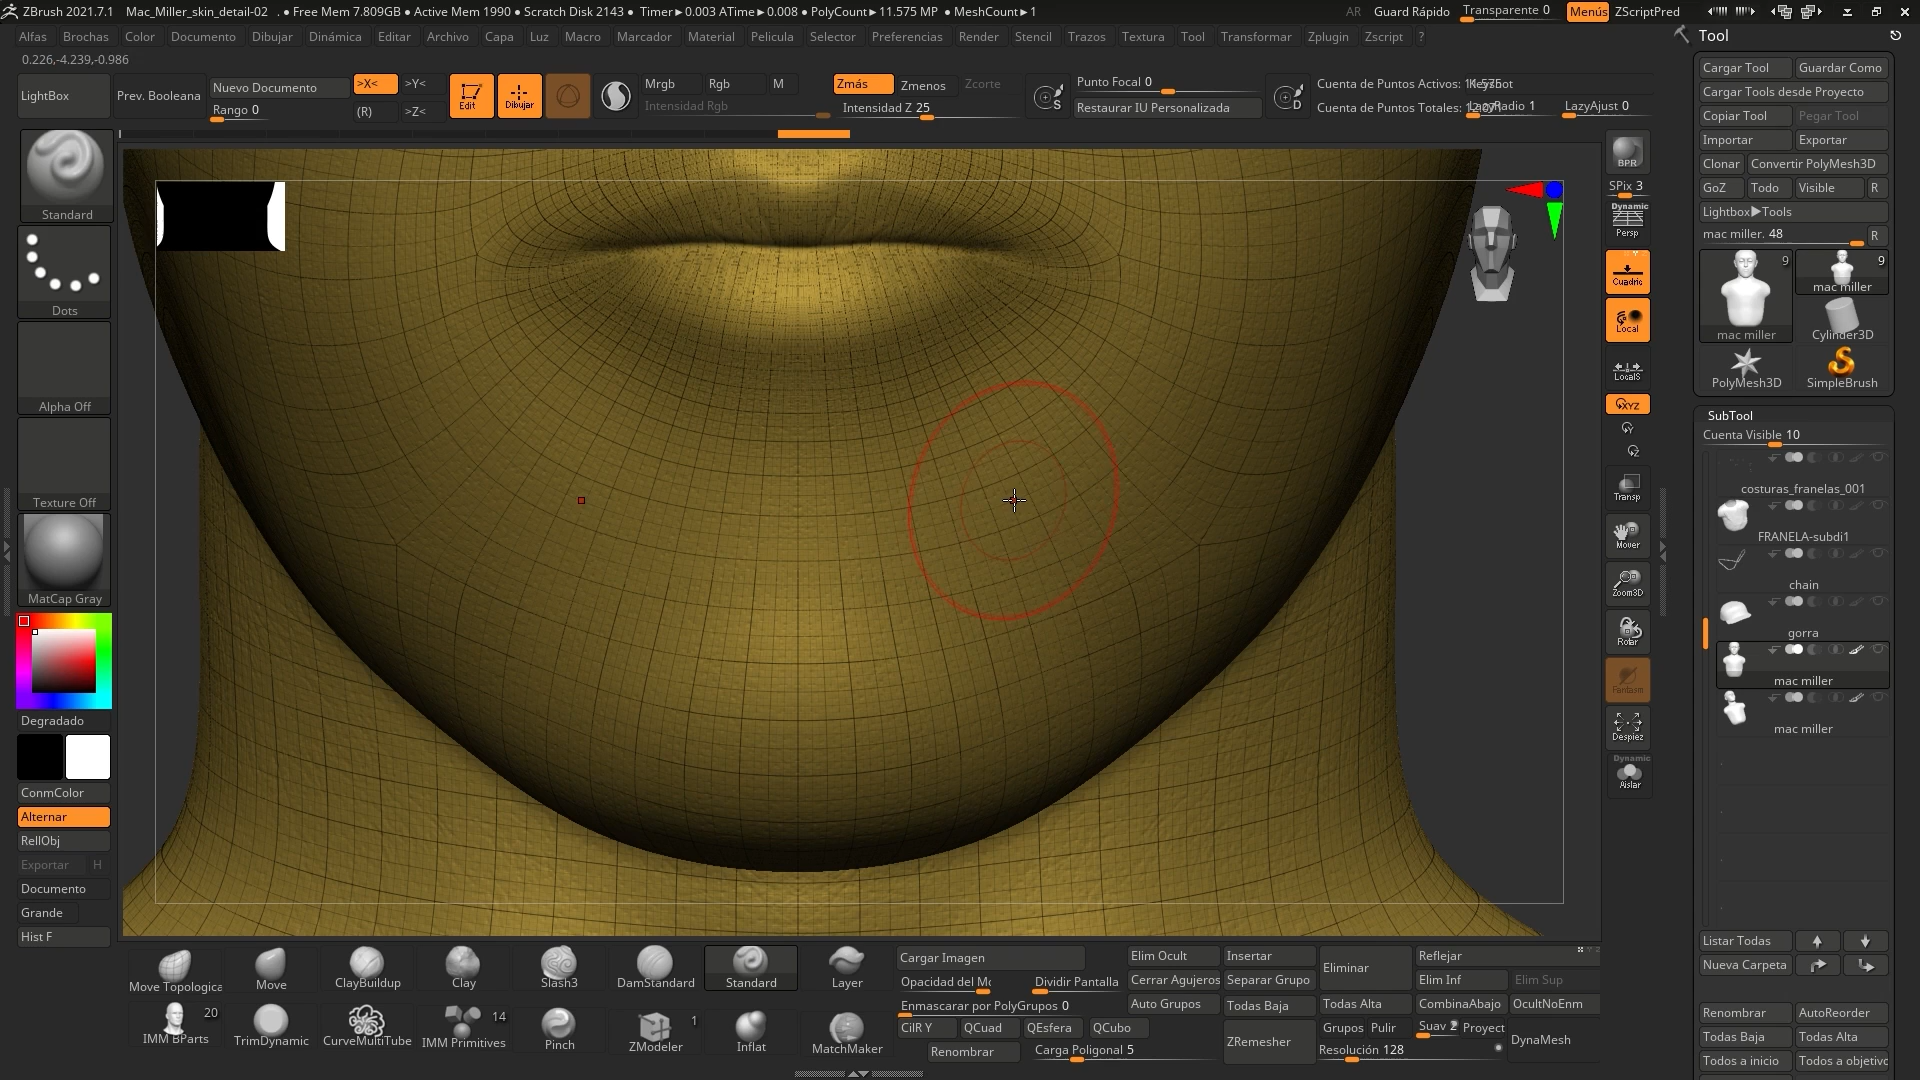 ZBrush 2021.7.1 Mac_Miller_skin_detail-02 . ● Free Mem 7.809GB ● Active Mem 1990 ● Scratch Disk 2143 ● Timer►0.003 ATime►0.008 ● PolyCount►11.575 MP ● MeshCount►1
AR Guard Rápido Transparente 0 Menús ZScriptPred
Alfas Brochas Color Documento Dibujar Dinámica Editar Archivo Capa Luz Macro Marcador Material Pelicula Selector Preferencias Render Stencil Trazos Textura Tool Transformar Zplugin Zscript ?
0.226,-4.239,-0.986
LightBox
Prev. Booleana
Nuevo Documento
Rango 0
>X< >Y<
(R) >Z<
Edit
Dibujar
Mrgb Rgb M
Intensidad Rgb
Zmás Zmenos Zcorte
Intensidad Z 25
S
Punto Focal 0
Restaurar IU Personalizada
D
Cuenta de Puntos Activos:
Cuenta de Puntos Totales:
LazyAjust 0
Standard
Dots
Alpha Off
Texture Off
MatCap Gray
Degradado
ConmColor
Alternar
RellObj
Exportar H
Documento
Grande
Hist F
BPR
SPix 3
Dynamic
Persp
Cuadríc
Local
LocalS
XYZ
Y
Z
Transp
Mover
Zoom3D
Rotar
Fantasm
Despiez
Dynamic
Aislar
Tool
Cargar Tool Guardar Como
Cargar Tools desde Proyecto
Copiar Tool Pegar Tool
Importar Exportar
Clonar Convertir PolyMesh3D
GoZ Todo Visible R
Lightbox►Tools
mac miller. 48 R
9
9
mac miller
mac miller
Cylinder3D
PolyMesh3D SimpleBrush
SubTool
Cuenta Visible 10
costuras_franelas_001
FRANELA-subdi1
chain
gorra
mac miller
mac miller
Listar Todas
Nueva Carpeta
Renombrar AutoReorder
Todas Baja Todas Alta
Todos a inicio Todos a objetivo
Move Topologica
Move
ClayBuildup
Clay
Slash3
DamStandard
Standard
Layer
20
IMM BParts
TrimDynamic
CurveMultiTube
14
IMM Primitives
Pinch
1
ZModeler
Inflat
MatchMaker
Cargar Imagen
Dividir Pantalla
Enmascarar por PolyGrupos 0
CilR Y QCuad QEsfera QCubo
Renombrar Carga Poligonal 5
Elim Ocult Insertar
Cerrar Agujeros Separar Grupo
Auto Grupos Todas Baja
ZRemesher
Eliminar
Reflejar
Elim Inf Elim Sup
Todas Alta CombinaAbajo OcultNoEnm
Grupos Pulir Suav 2 Proyect
Resolución 128
DynaMesh